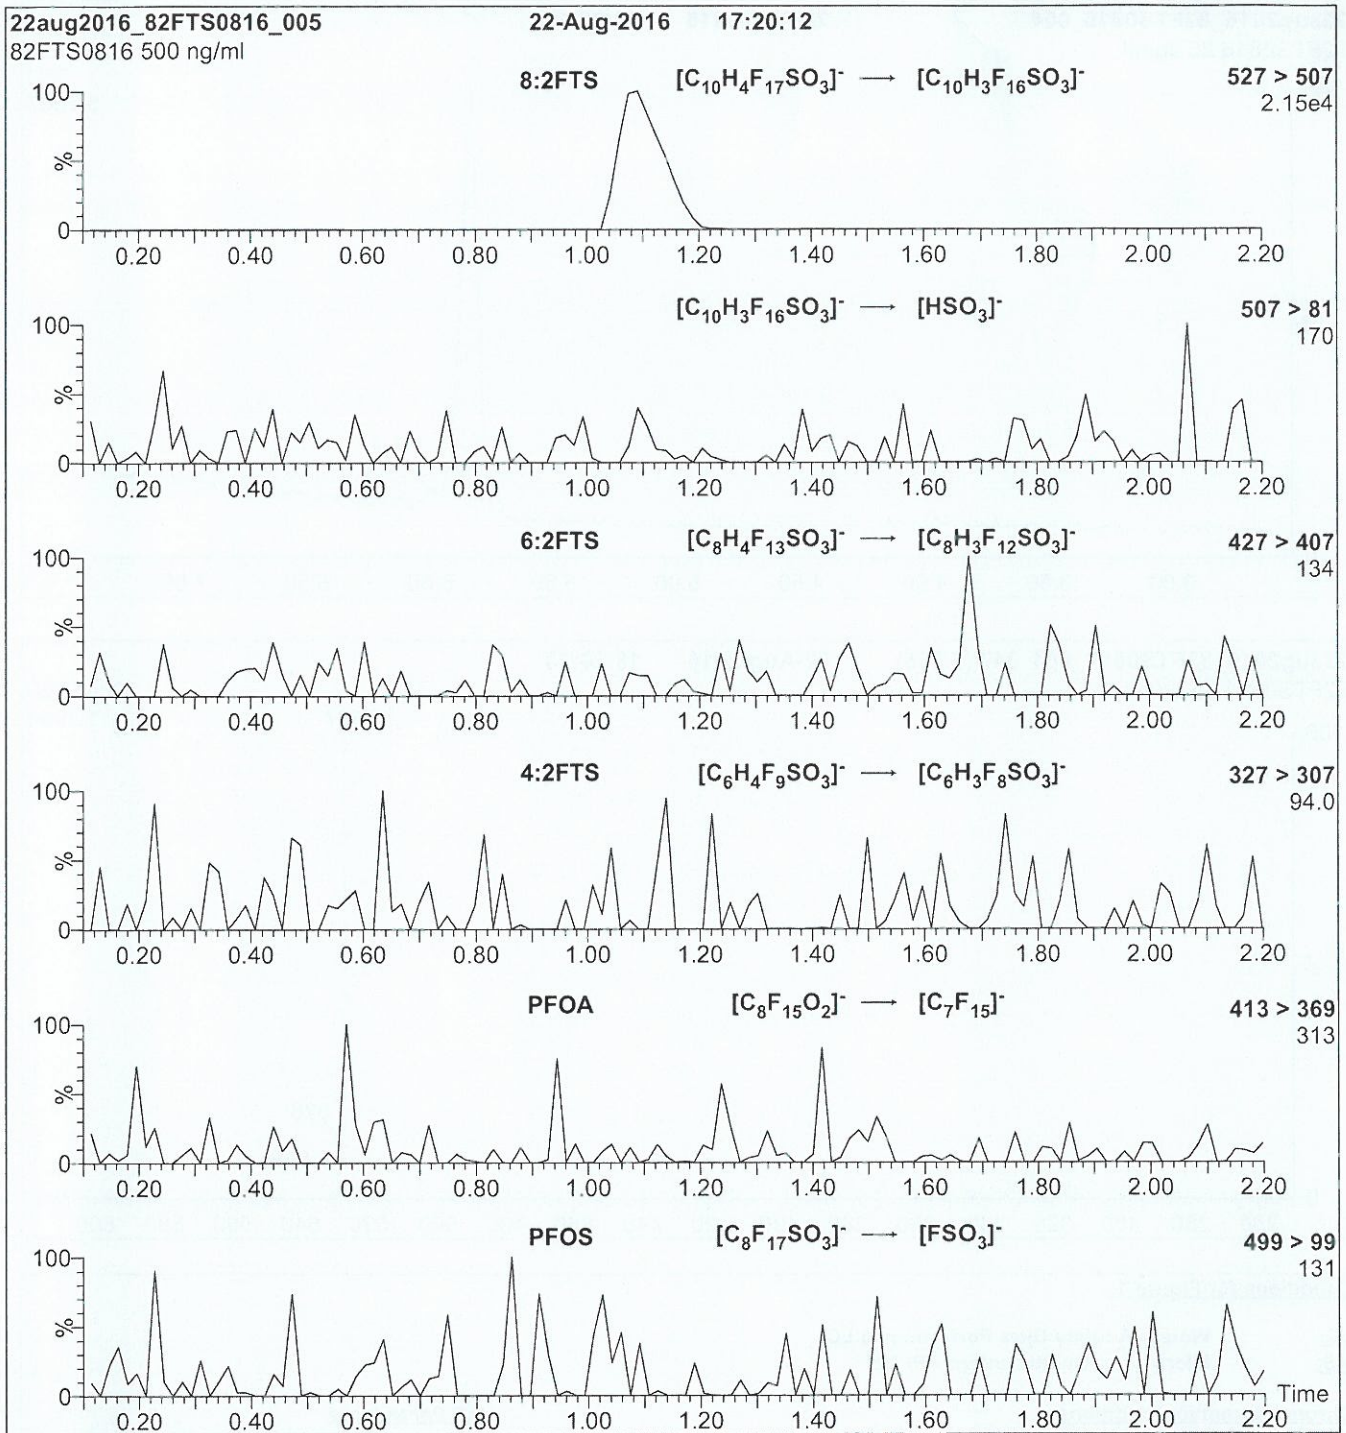 22aug2016_82FTS0816_005 22-Aug-2016 17:20:12
82FTS0816 500 ng/ml
8:2FTS [C10H4F17SO3]- → [C10H3F16SO3]- 527 > 507
2.15e4
100
%
0
0.20 0.40 0.60 0.80 1.00 1.20 1.40 1.60 1.80 2.00 2.20
[C10H3F16SO3]- → [HSO3]- 507 > 81
170
100
%
0
0.20 0.40 0.60 0.80 1.00 1.20 1.40 1.60 1.80 2.00 2.20
6:2FTS [C8H4F13SO3]- → [C8H3F12SO3]- 427 > 407
134
100
%
0
0.20 0.40 0.60 0.80 1.00 1.20 1.40 1.60 1.80 2.00 2.20
4:2FTS [C6H4F9SO3]- → [C6H3F8SO3]- 327 > 307
94.0
100
%
0
0.20 0.40 0.60 0.80 1.00 1.20 1.40 1.60 1.80 2.00 2.20
PFOA [C8F15O2]- → [C7F15]- 413 > 369
313
100
%
0
0.20 0.40 0.60 0.80 1.00 1.20 1.40 1.60 1.80 2.00 2.20
PFOS [C8F17SO3]- → [FSO3]- 499 > 99
131
100
%
0
Time
0.20 0.40 0.60 0.80 1.00 1.20 1.40 1.60 1.80 2.00 2.20